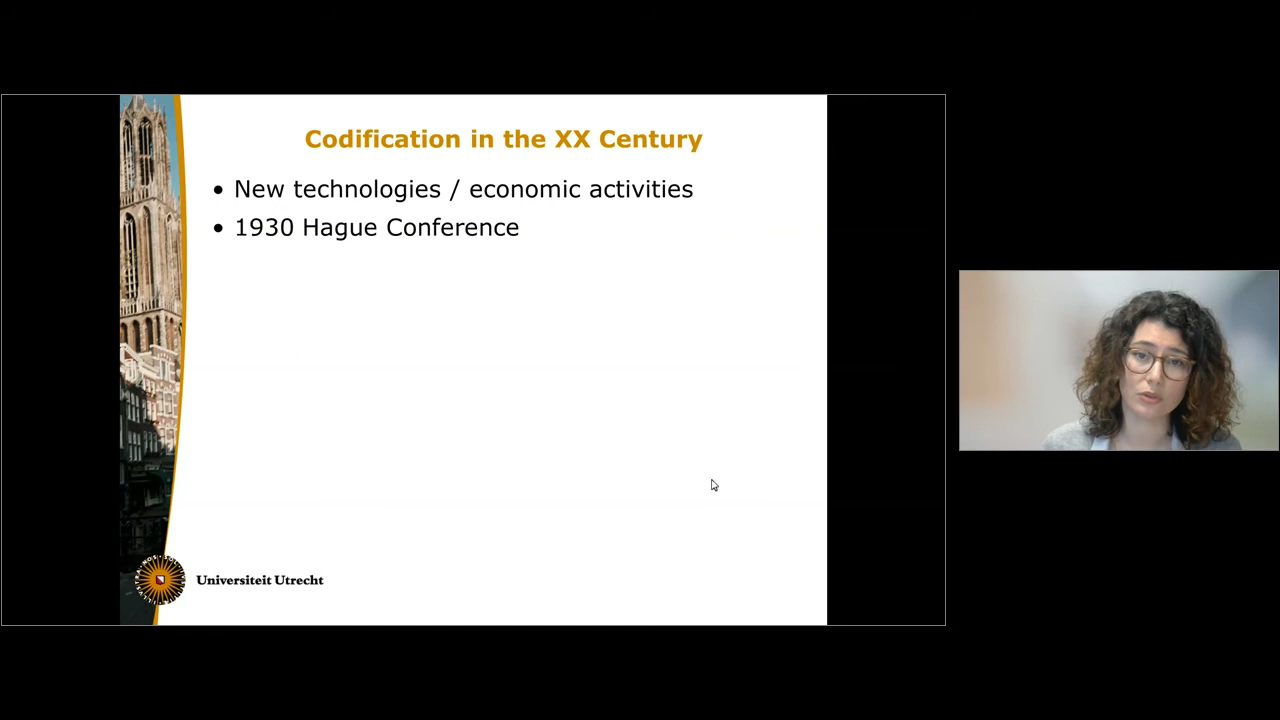 Codification in the XX Century
• New technologies / economic activities
• 1930 Hague Conference
Universiteit Utrecht